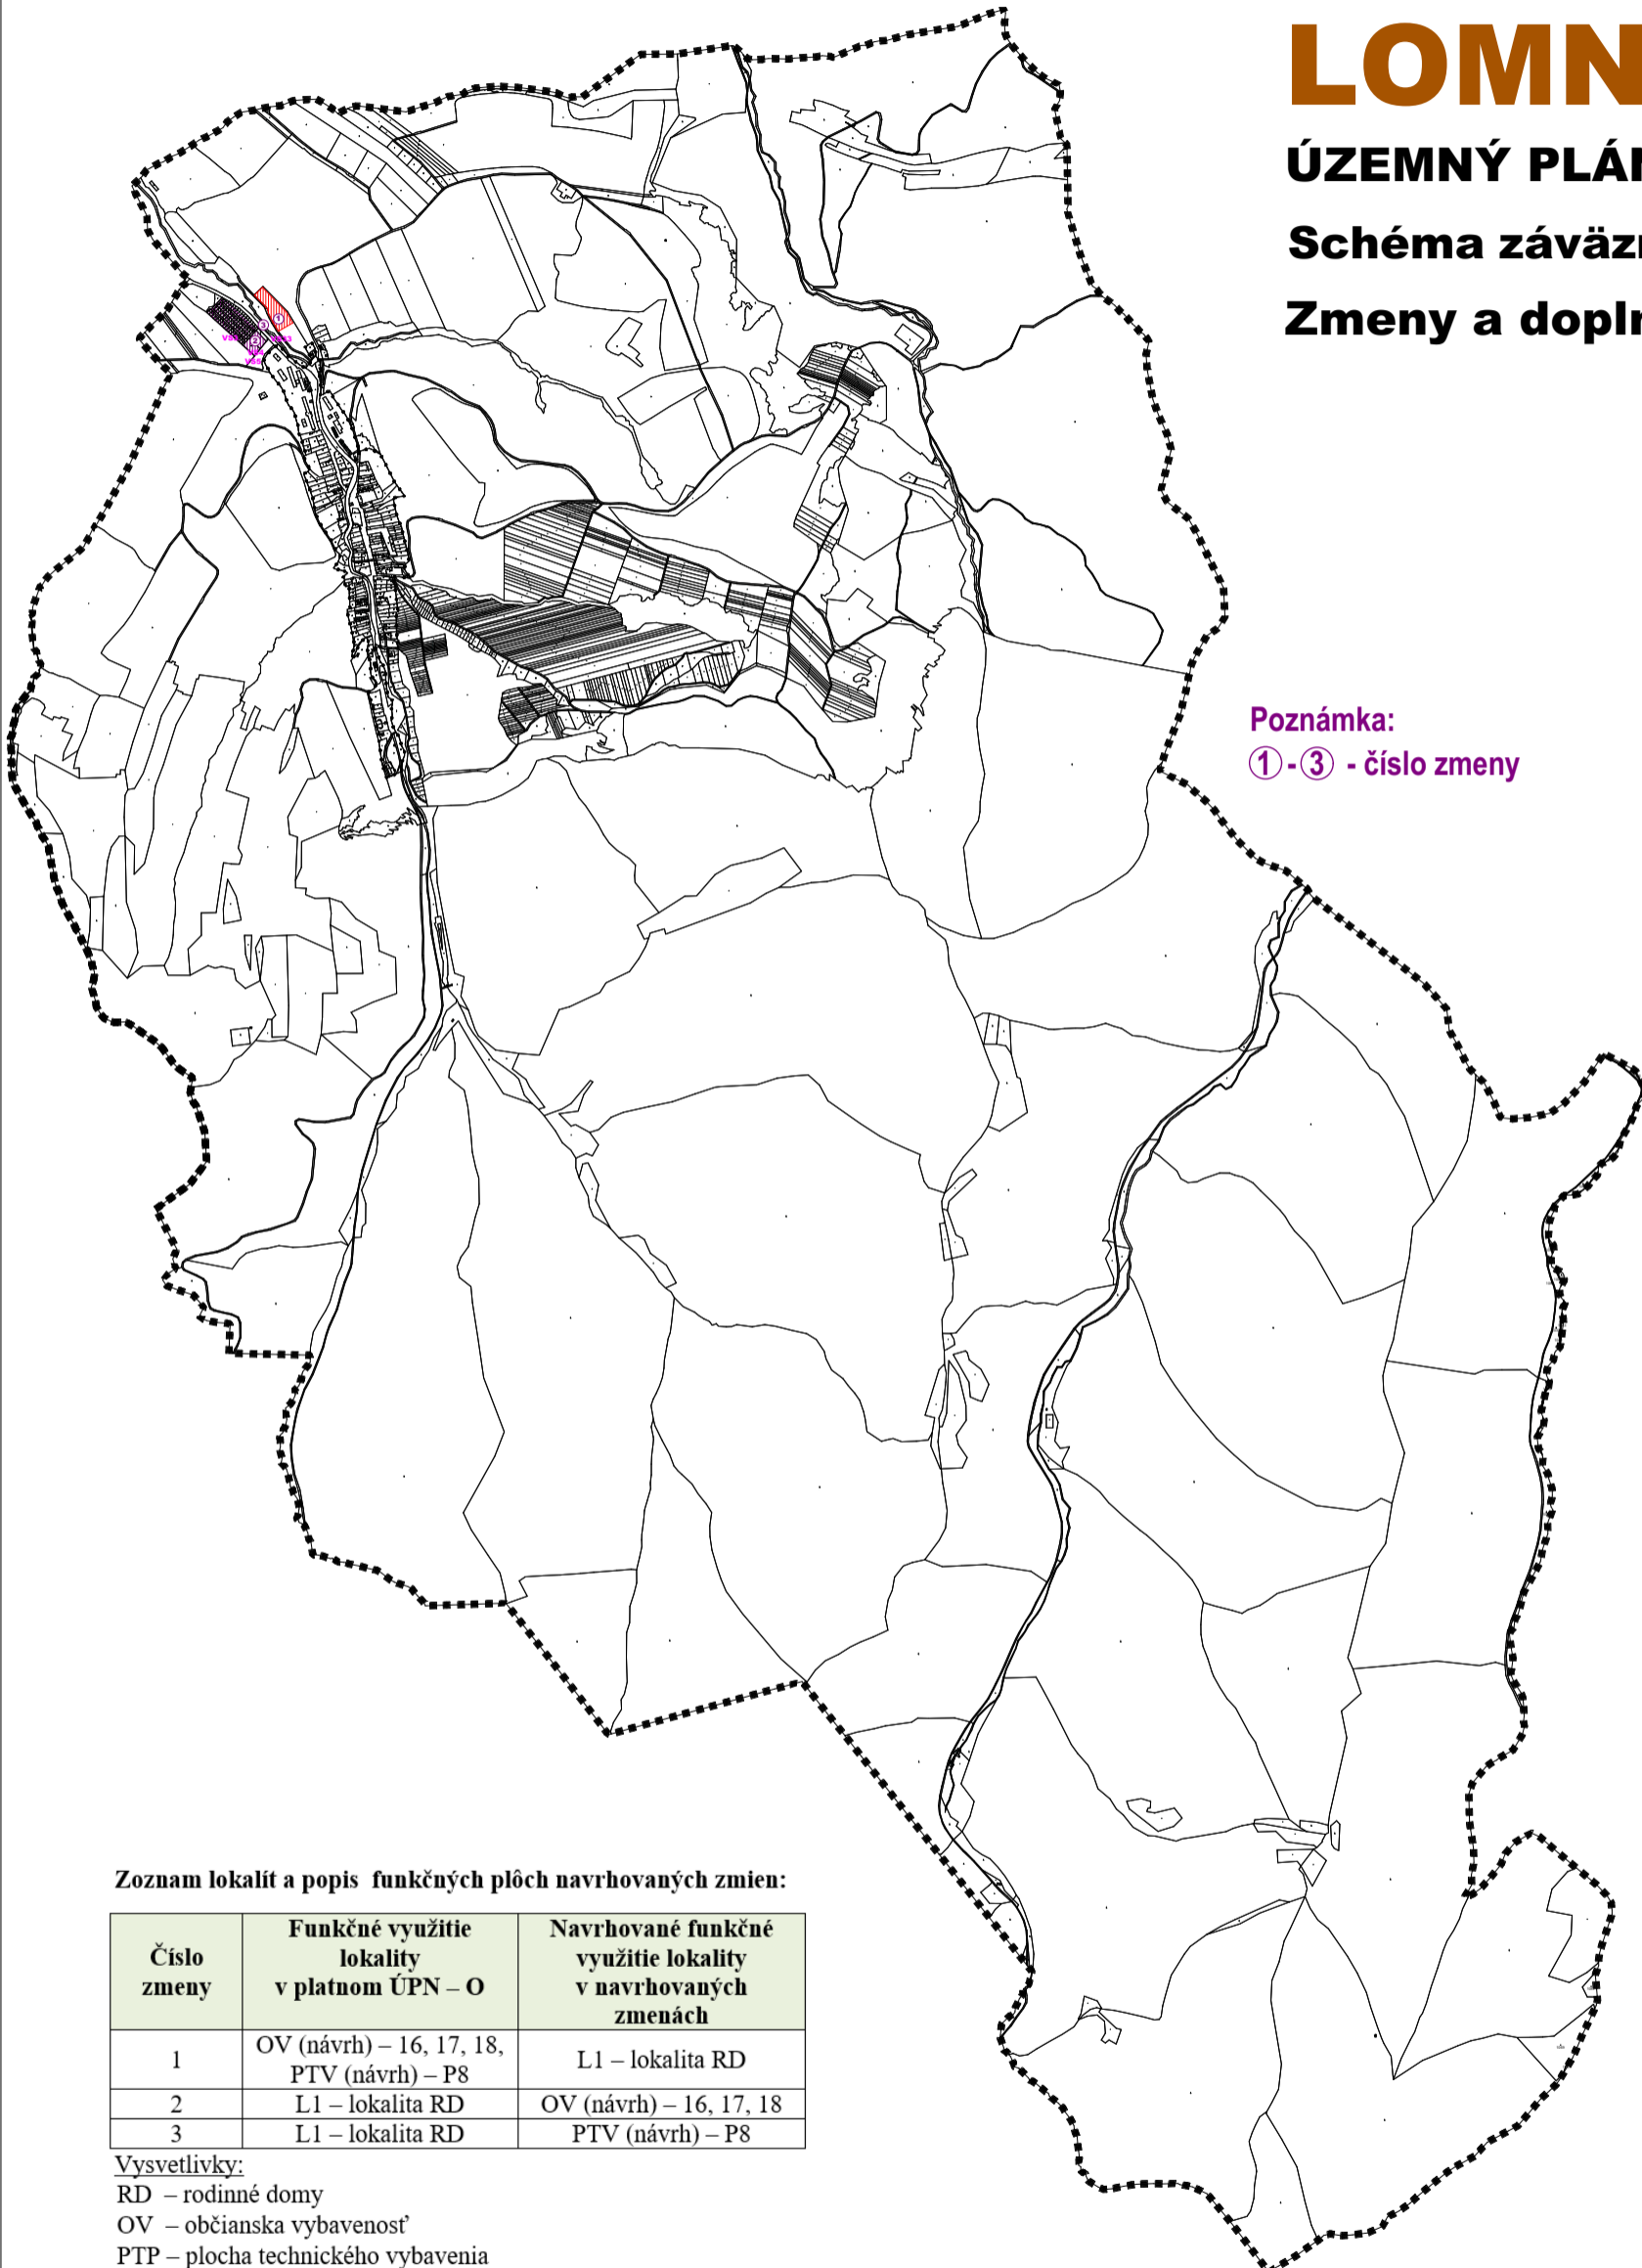 LOMN
ÚZEMNÝ PLÁN
Schéma záväzn
Zmeny a dopln
Poznámka:
1 - 3 - číslo zmeny
Zoznam lokalít a popis funkčných plôch navrhovaných zmien:
Číslo zmeny
Funkčné využitie lokality v platnom ÚPN – O
Navrhované funkčné využitie lokality v navrhovaných zmenách
1
OV (návrh) – 16, 17, 18,
PTV (návrh) – P8
L1 – lokalita RD
2
L1 – lokalita RD
OV (návrh) – 16, 17, 18
3
L1 – lokalita RD
PTV (návrh) – P8
Vysvetlivky:
RD – rodinné domy
OV – občianska vybavenosť
PTP – plocha technického vybavenia